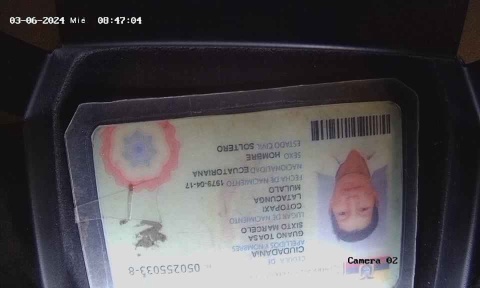 03-06-2024 Mie 08:47:04
CIUDADANIA
APELLIDOS Y NOMBRES
GUANO TOASA
SIXTO MARCELO
LUGAR DE NACIMIENTO
COTOPAXI
LATACUNGA
MULALO
FECHA DE NACIMIENTO 1979-04-17
NACIONALIDAD ECUATORIANA
SEXO HOMBRE
ESTADO CIVIL SOLTERO
050255033-8
Camera 02